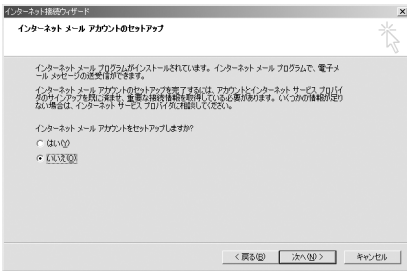 インターネット接続ウィザード
インターネット メール アカウントのセットアップ
インターネット メール プログラムがインストールされています。インターネット メール プログラムで、電子メ
ール メッセージの送受信ができます。
インターネット メール アカウントのセットアップを完了するには、アカウントとインターネット サービス プロバイ
ダのサインアップを既に済ませ、重要な接続情報を取得している必要があります。いくつかの情報が足り
ない場合は、インターネット サービス プロバイダに相談してください。
インターネット メール アカウントをセットアップしますか?
はい(Y)
いいえ(O)
< 戻る(B)
次へ(N) >
キャンセル